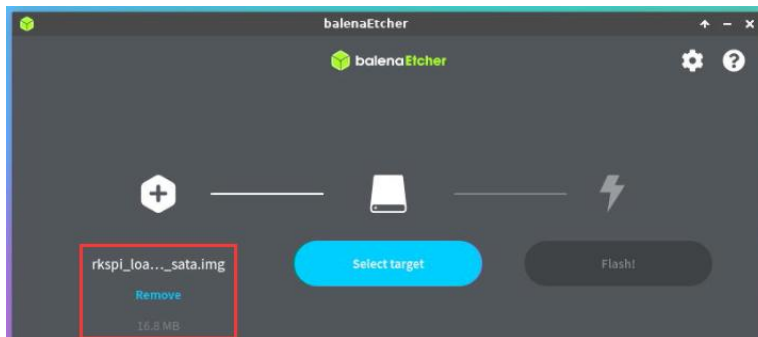 balenaEtcher
balenaEtcher
rkspi_loa..._sata.img
Select target
Flash!
Remove
16.8 MB